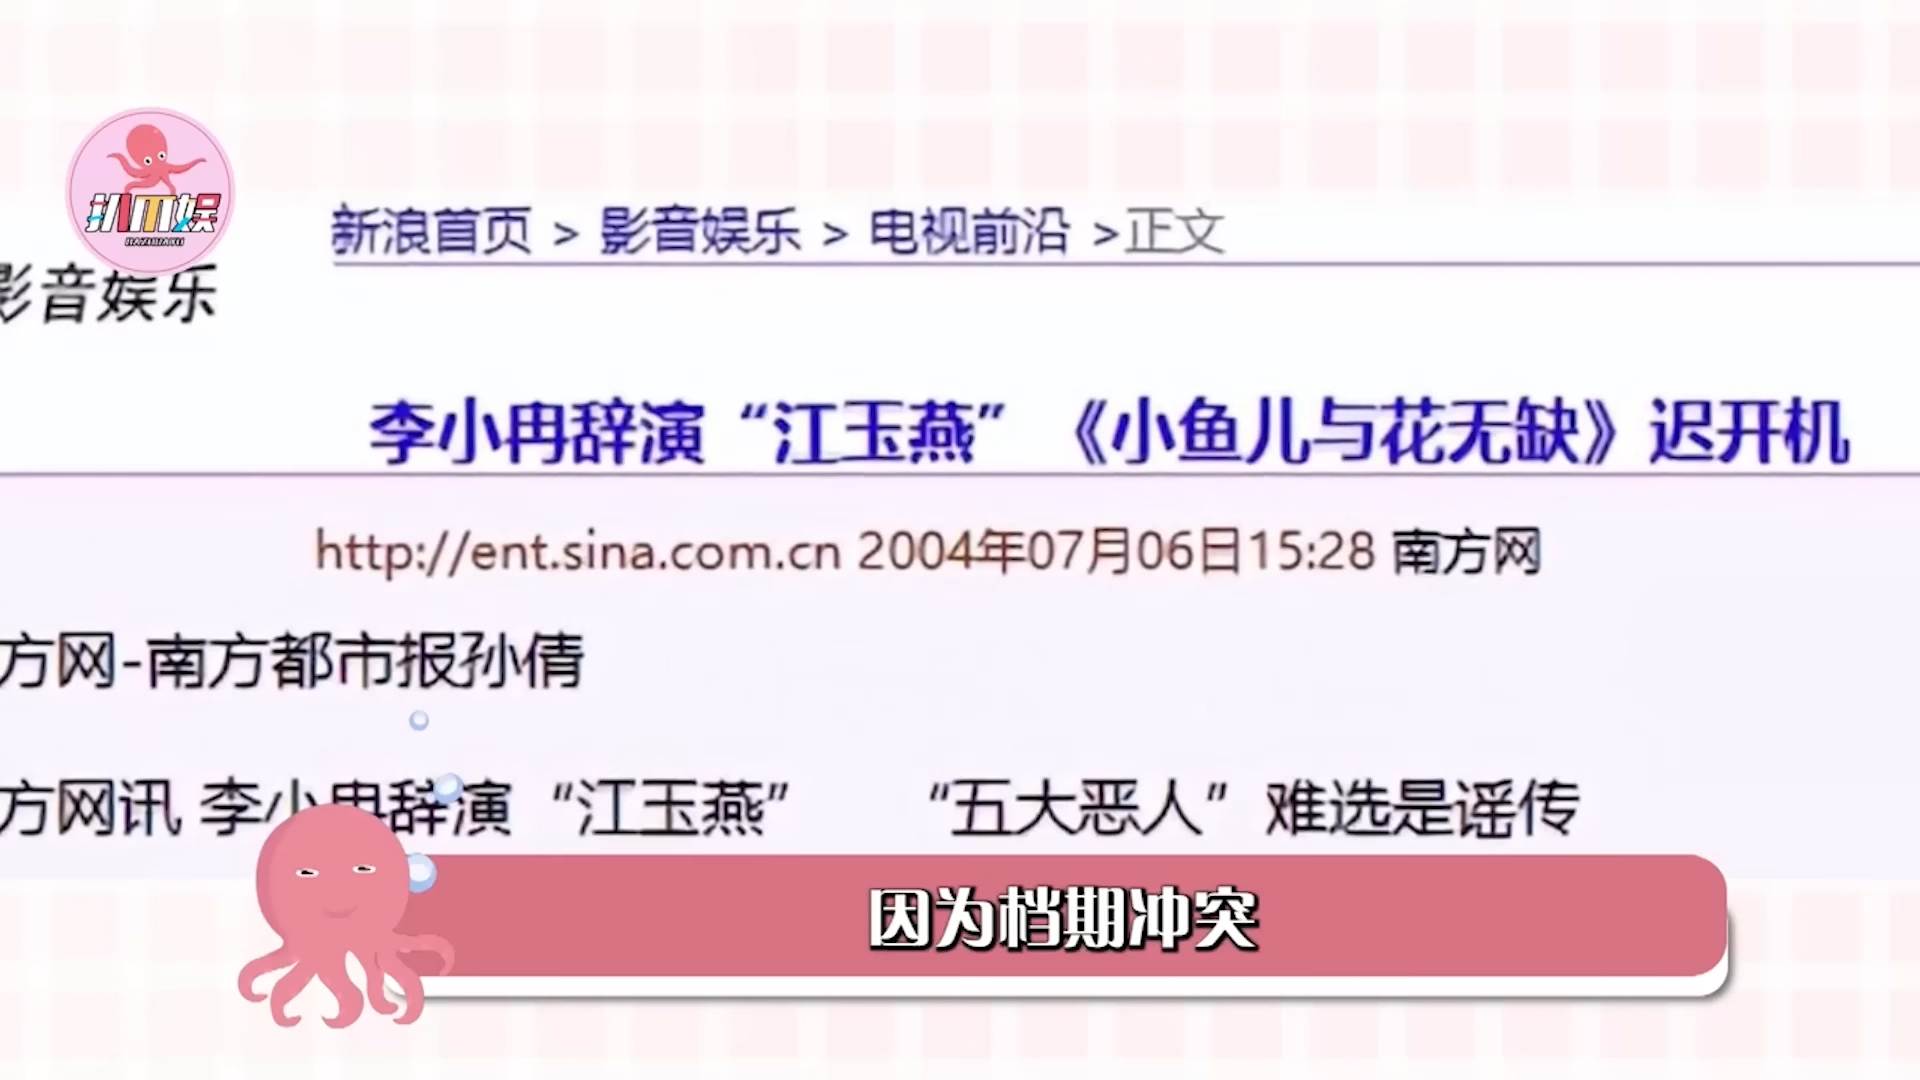 扒爪娱
新浪首页 > 影音娱乐 > 电视前沿 >正文
影音娱乐
李小冉辞演“江玉燕” 《小鱼儿与花无缺》迟开机
http://ent.sina.com.cn 2004年07月06日15:28 南方网
方网-南方都市报孙倩
方网讯 李小冉辞演“江玉燕” “五大恶人”难选是谣传
因为档期冲突